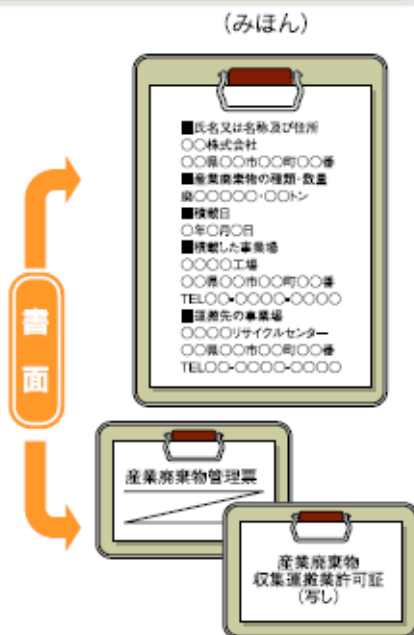 (みほん)
■氏名又は名称及び住所
○○株式会社
○○県○○市○○町○○番
■産業廃棄物の種類・数量
廃○○○○○・○○トン
■積載日
○年○月○日
■積載した事業場
○○○○工場
○○県○○市○○町○○番
TEL○○-○○○○-○○○○
■運搬先の事業場
○○○○リサイクルセンター
○○県○○市○○町○○番
TEL○○-○○○○-○○○○
書面
産業廃棄物管理票
産業廃棄物
収集運搬業許可証
(写し)